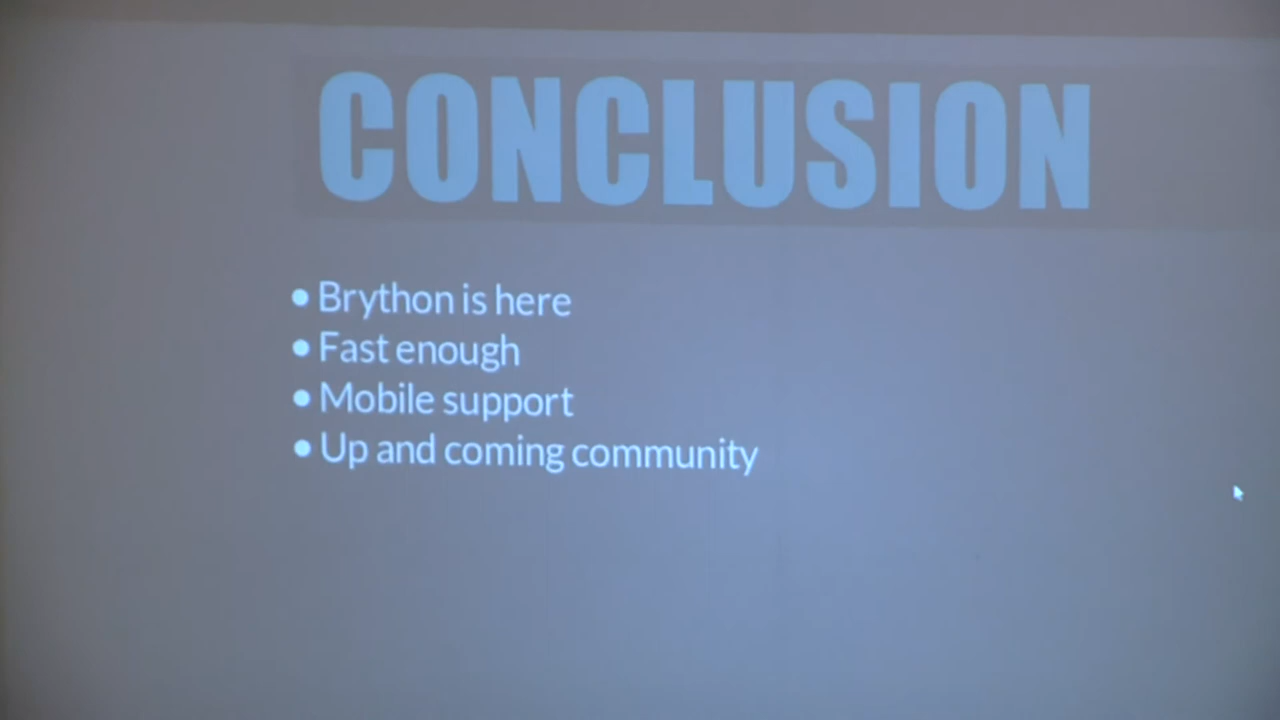 CONCLUSION
• Brython is here
• Fast enough
• Mobile support
• Up and coming community